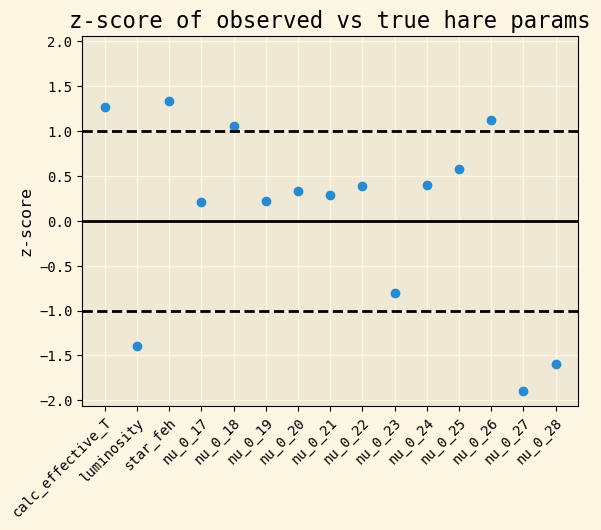 z-score of observed vs true hare params
z-score
2.0
1.5
1.0
0.5
0.0
−0.5
−1.0
−1.5
−2.0
calc_effective_T
luminosity
star_feh
nu_0_17
nu_0_18
nu_0_19
nu_0_20
nu_0_21
nu_0_22
nu_0_23
nu_0_24
nu_0_25
nu_0_26
nu_0_27
nu_0_28